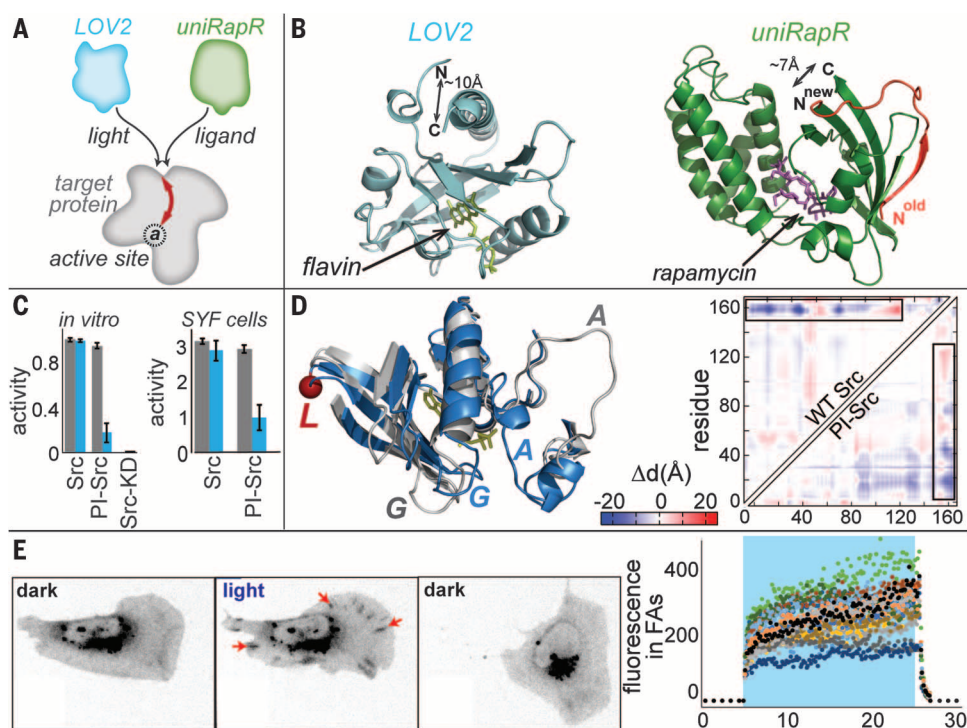 A
LOV2
uniRapR
light
ligand
target
protein
a
active site
B
LOV2
N
~10Å
C
flavin
uniRapR
~7Å
C
N new
N old
rapamycin
C
in vitro
SYF cells
activity
0.8
0.4
0
Src
PI-Src
Src-KD
activity
3
2
1
0
Src
PI-Src
D
L
G
G
A
A
Δd(Å)
-20 0 20
residue
160
120
80
40
0
WT Src
PI-Src
0 40 80 120 160
E
dark
light
dark
fluorescence
in FAs
400
200
0
0 10 20 30